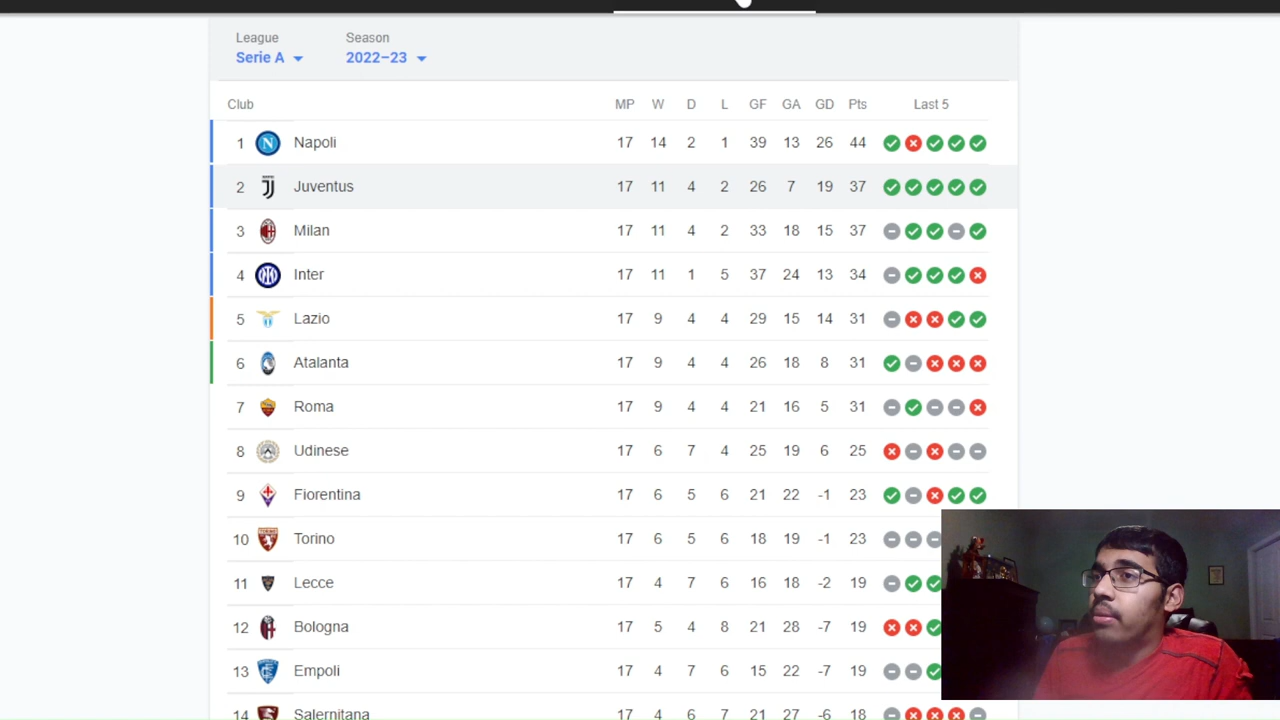 League Season
Serie A 2022–23
Club MP W D L GF GA GD Pts Last 5
1 Napoli 17 14 2 1 39 13 26 44
2 Juventus 17 11 4 2 26 7 19 37
3 Milan 17 11 4 2 33 18 15 37
4 Inter 17 11 1 5 37 24 13 34
5 Lazio 17 9 4 4 29 15 14 31
6 Atalanta 17 9 4 4 26 18 8 31
7 Roma 17 9 4 4 21 16 5 31
8 Udinese 17 6 7 4 25 19 6 25
9 Fiorentina 17 6 5 6 21 22 -1 23
10 Torino 17 6 5 6 18 19 -1 23
11 Lecce 17 4 7 6 16 18 -2 19
12 Bologna 17 5 4 8 21 28 -7 19
13 Empoli 17 4 7 6 15 22 -7 19
14 Salernitana 17 4 6 7 21 27 -6 18